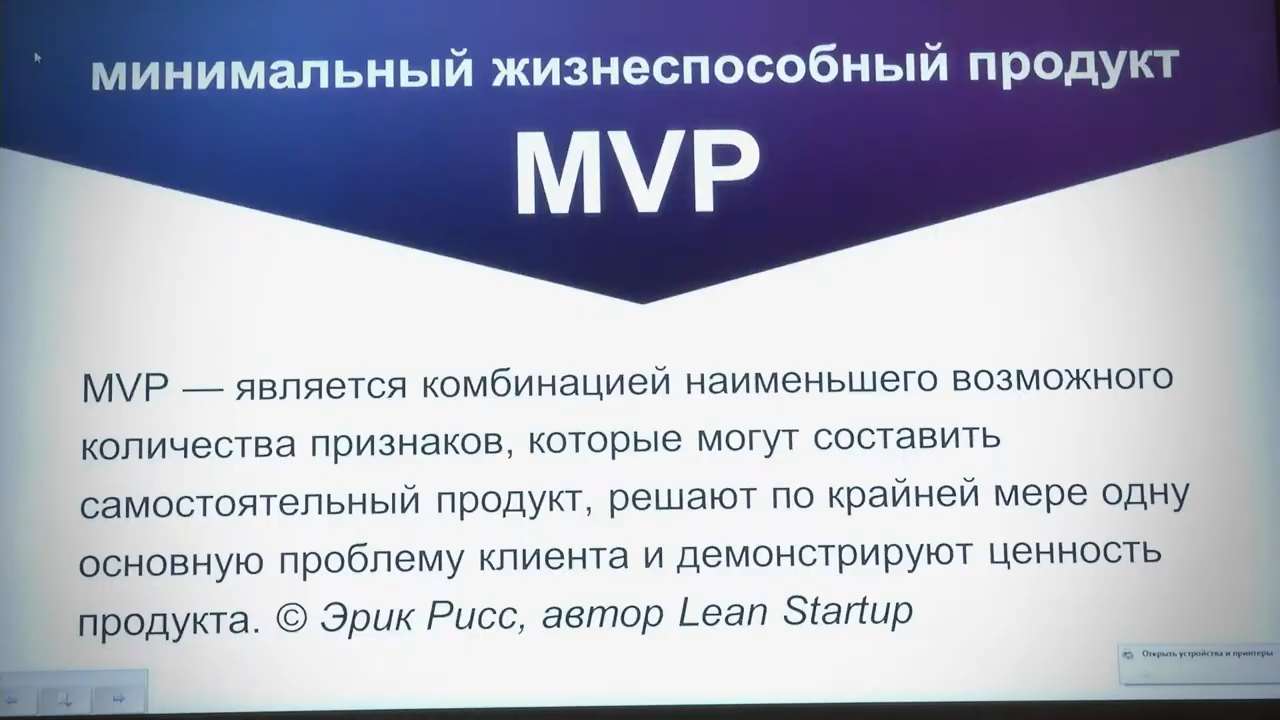 минимальный жизнеспособный продукт
MVP
MVP — является комбинацией наименьшего возможного
количества признаков, которые могут составить
самостоятельный продукт, решают по крайней мере одну
основную проблему клиента и демонстрируют ценность
продукта. © Эрик Рисс, автор Lean Startup
Открыть устройства и принтеры